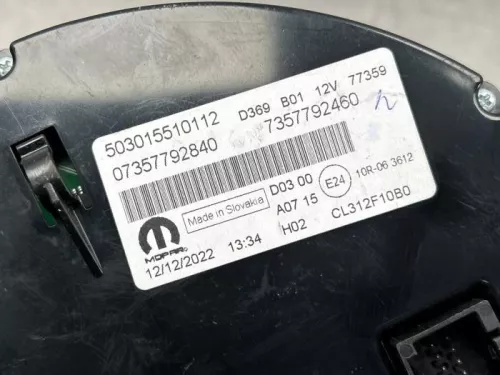 503015510112 D369 B01 12V 77359
07357792840 7357792460
Made in Slovakia D03 00 E24 10R-06 3612
A07 15
MOPAR H02 CL312F10B0
12/12/2022 13:34